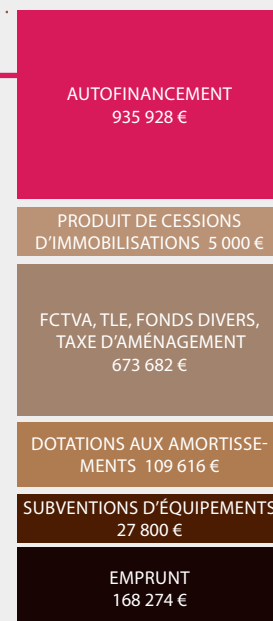 AUTOFINANCEMENT
935 928 €
PRODUIT DE CESSIONS
D'IMMOBILISATIONS 5 000 €
FCTVA, TLE, FONDS DIVERS,
TAXE D'AMÉNAGEMENT
673 682 €
DOTATIONS AUX AMORTISSE-
MENTS 109 616 €
SUBVENTIONS D'ÉQUIPEMENTS
27 800 €
EMPRUNT
168 274 €